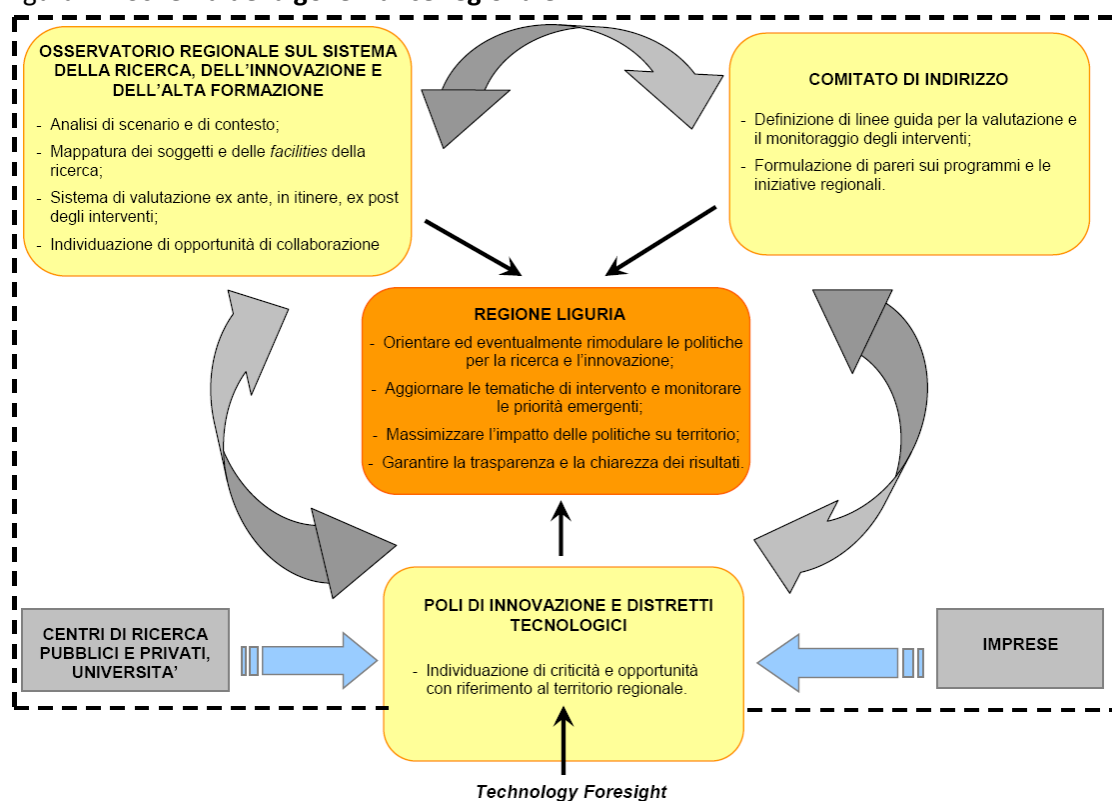 OSSERVATORIO REGIONALE SUL SISTEMA
DELLA RICERCA, DELL'INNOVAZIONE E
DELL'ALTA FORMAZIONE
- Analisi di scenario e di contesto;
- Mappatura dei soggetti e delle facilities della
ricerca;
- Sistema di valutazione ex ante, in itinere, ex post
degli interventi;
- Individuazione di opportunità di collaborazione
COMITATO DI INDIRIZZO
- Definizione di linee guida per la valutazione e
il monitoraggio degli interventi;
- Formulazione di pareri sui programmi e le
iniziative regionali.
REGIONE LIGURIA
- Orientare ed eventualmente rimodulare le politiche
per la ricerca e l'innovazione;
- Aggiornare le tematiche di intervento e monitorare
le priorità emergenti;
- Massimizzare l'impatto delle politiche su territorio;
- Garantire la trasparenza e la chiarezza dei risultati.
CENTRI DI RICERCA
PUBBLICI E PRIVATI,
UNIVERSITA'
POLI DI INNOVAZIONE E DISTRETTI
TECNOLOGICI
- Individuazione di criticità e opportunità
con riferimento al territorio regionale.
IMPRESE
Technology Foresight